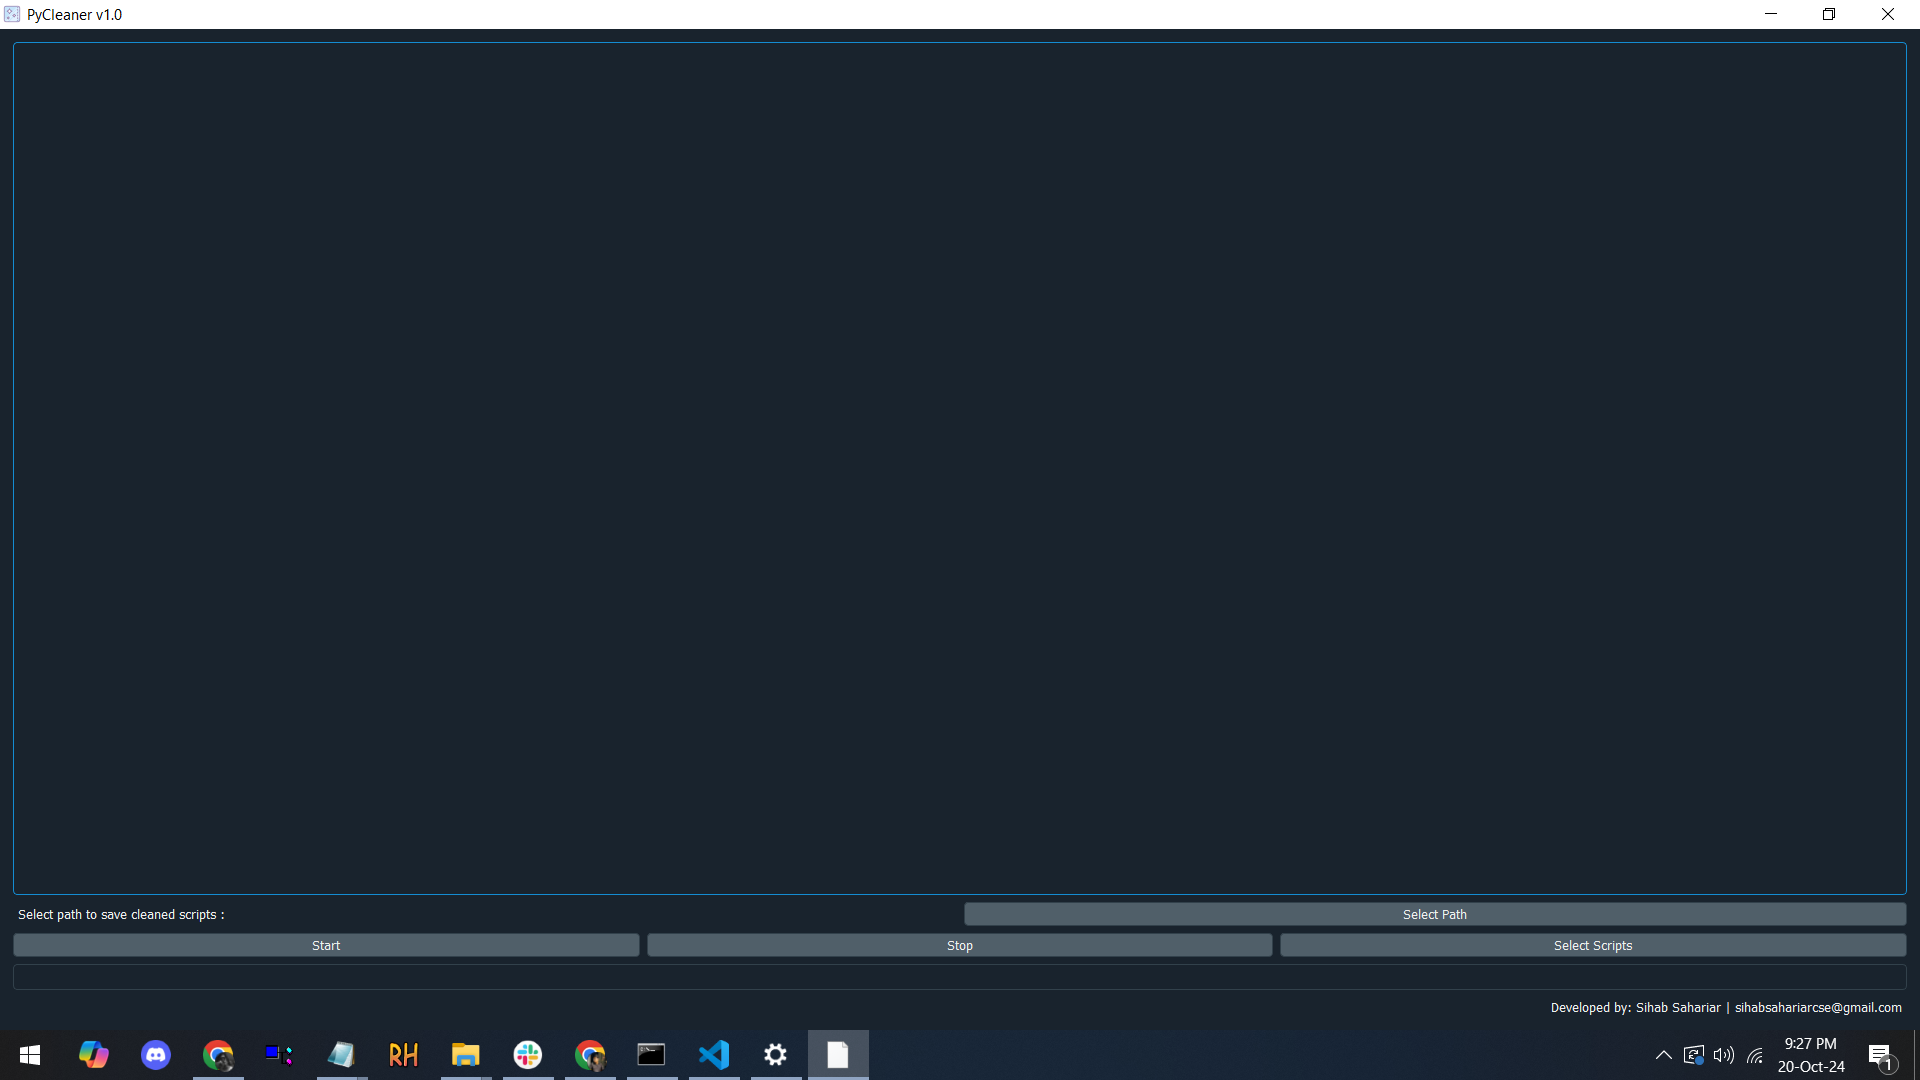 PyCleaner v1.0
Select path to save cleaned scripts :
Select Path
Start
Stop
Select Scripts
Developed by: Sihab Sahariar | sihabsahariarcse@gmail.com
RH
9:27 PM
20-Oct-24
1